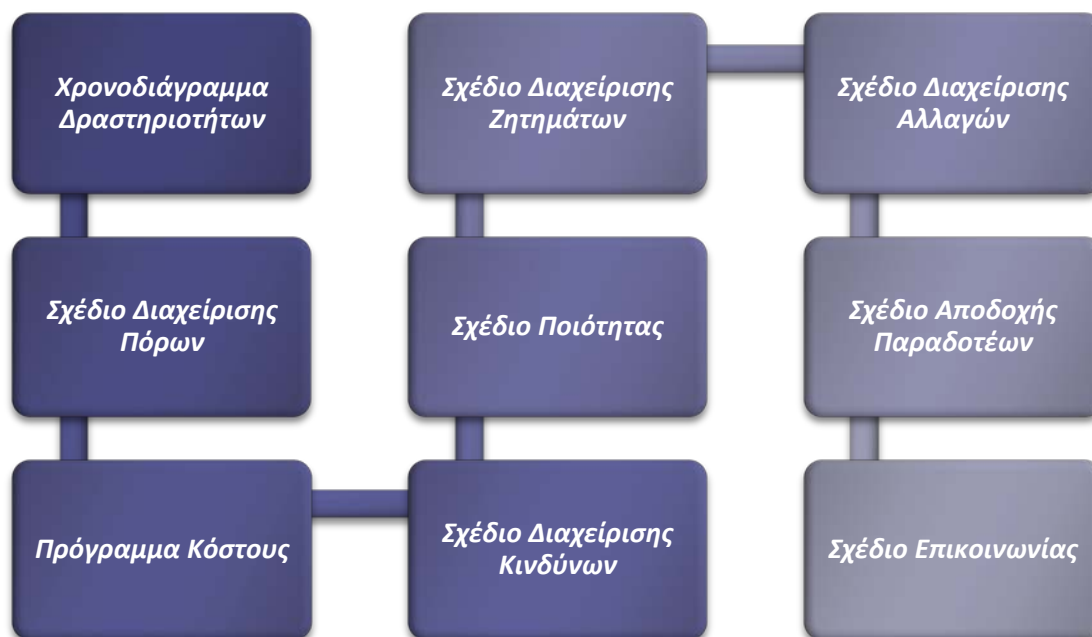 Χρονοδιάγραμμα
Δραστηριοτήτων
Σχέδιο Διαχείρισης
Πόρων
Πρόγραμμα Κόστους
Σχέδιο Διαχείρισης
Κινδύνων
Σχέδιο Ποιότητας
Σχέδιο Διαχείρισης
Ζητημάτων
Σχέδιο Διαχείρισης
Αλλαγών
Σχέδιο Αποδοχής
Παραδοτέων
Σχέδιο Επικοινωνίας